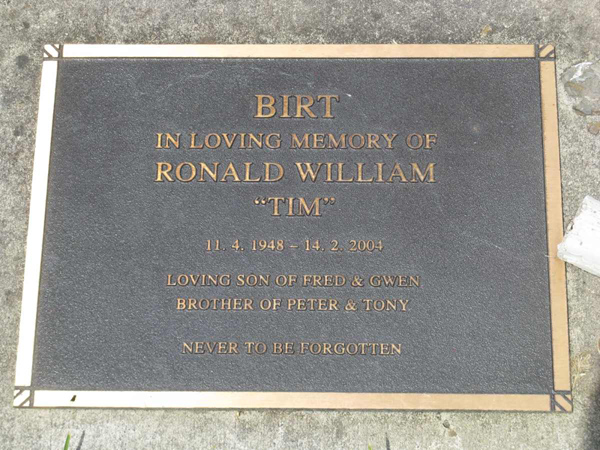 BIRT
IN LOVING MEMORY OF
RONALD WILLIAM
"TIM"
11. 4. 1948 – 14. 2. 2004
LOVING SON OF FRED & GWEN
BROTHER OF PETER & TONY
NEVER TO BE FORGOTTEN